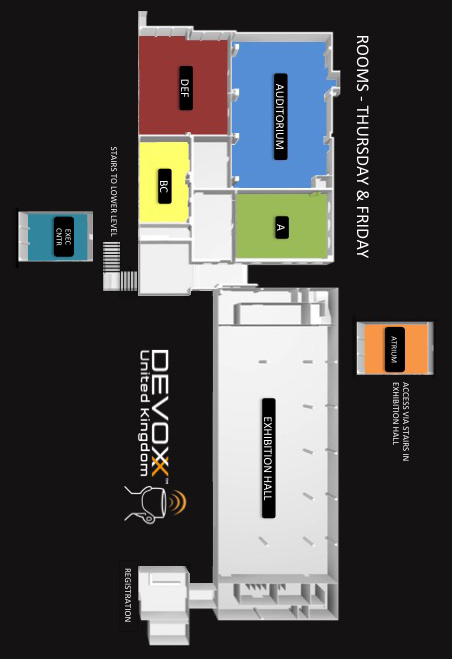 ROOMS - THURSDAY & FRIDAY
DEF
AUDITORIUM
BC
A
STAIRS TO LOWER LEVEL
EXEC
CNTR
ATRIUM
ACCESS VIA STAIRS IN
EXHIBITION HALL
EXHIBITION HALL
DEVOXX™
United Kingdom
REGISTRATION